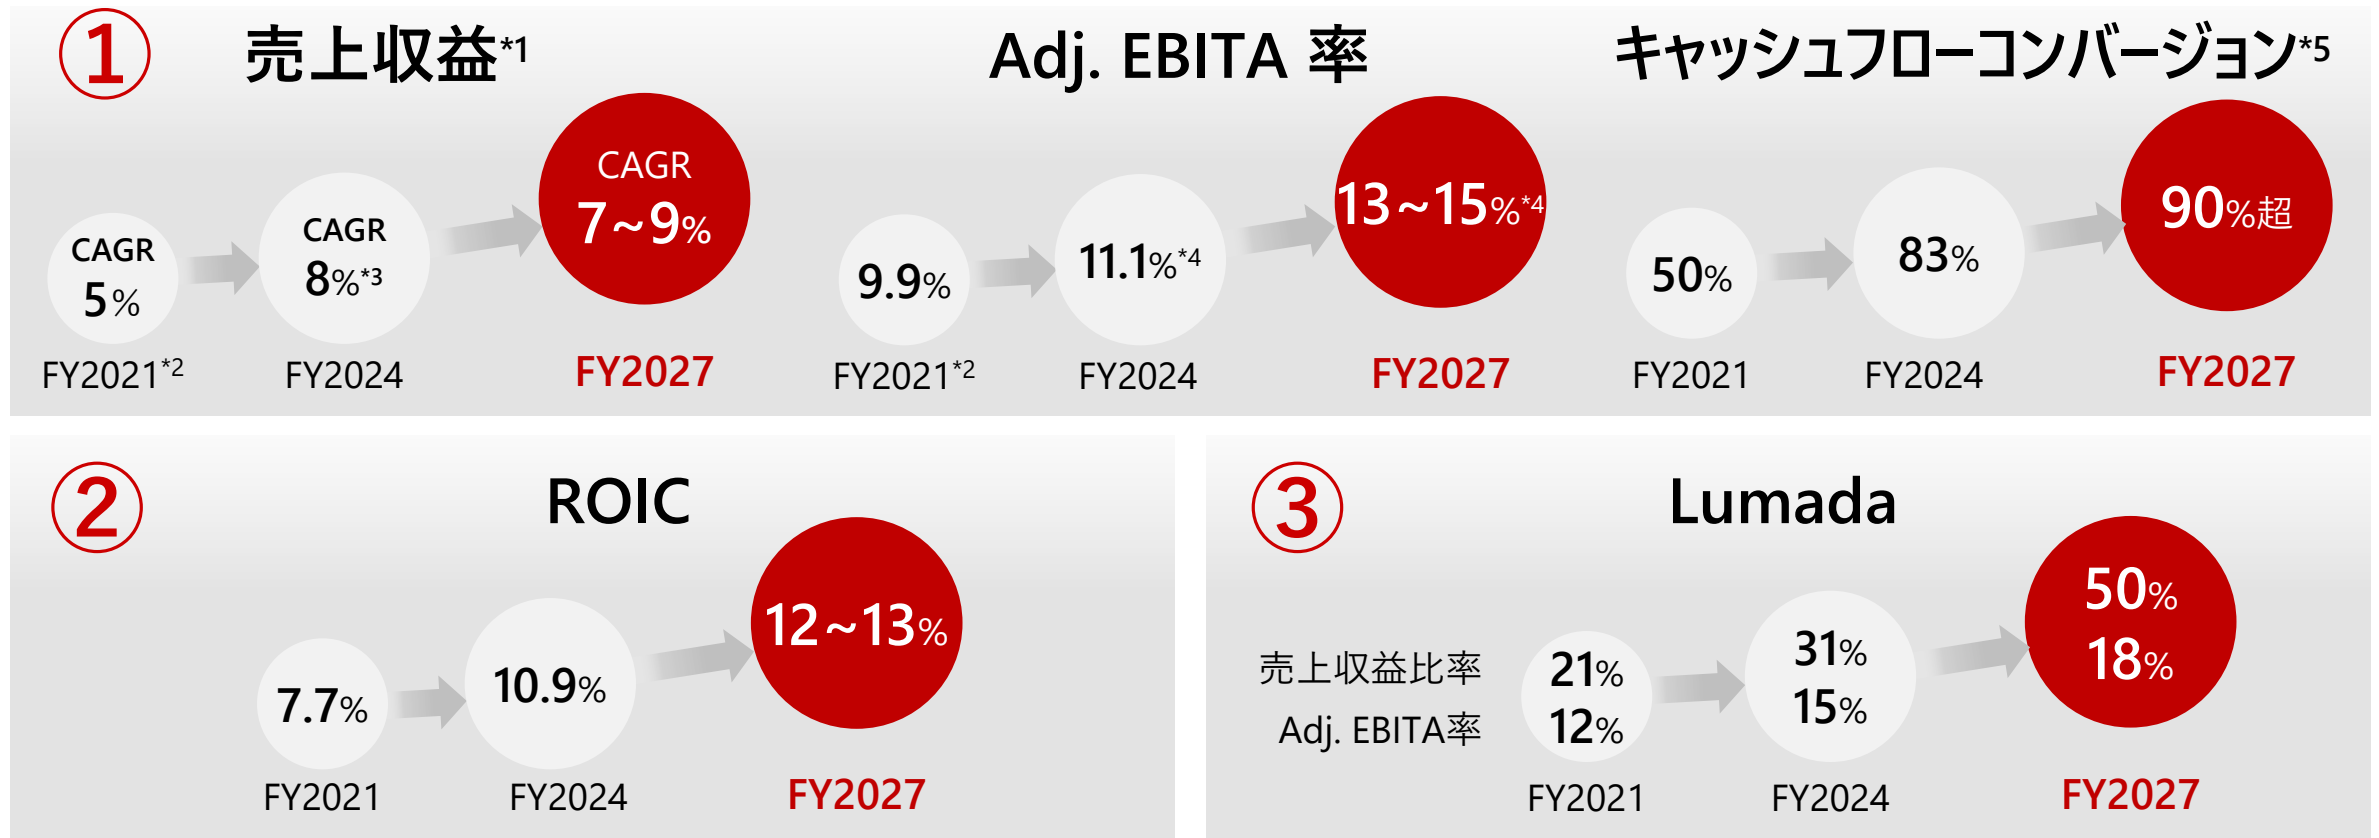 ① 売上収益*1
CAGR
5%
FY2021*2
CAGR
8%*3
FY2024
CAGR
7~9%
FY2027
Adj. EBITA 率
9.9%
FY2021*2
11.1%*4
FY2024
13~15%*4
FY2027
キャッシュフローコンバージョン*5
50%
FY2021
83%
FY2024
90%超
FY2027
② ROIC
7.7%
FY2021
10.9%
FY2024
12~13%
FY2027
③ Lumada
売上収益比率
Adj. EBITA率
21%
12%
FY2021
31%
15%
FY2024
50%
18%
FY2027